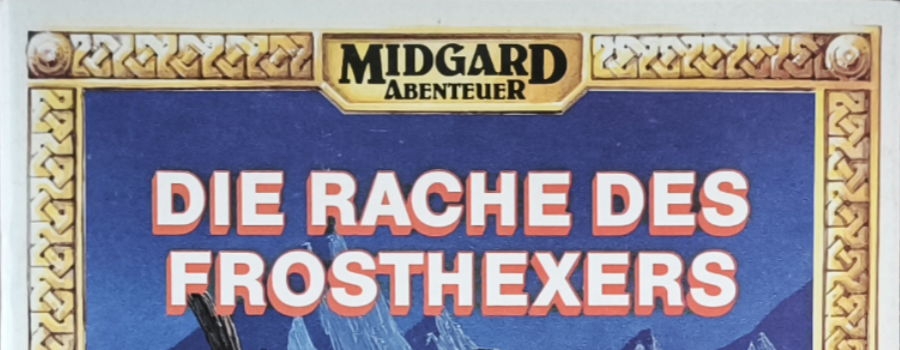 MIDGARD
ABENTEUER
DIE RACHE DES
FROSTHEXERS